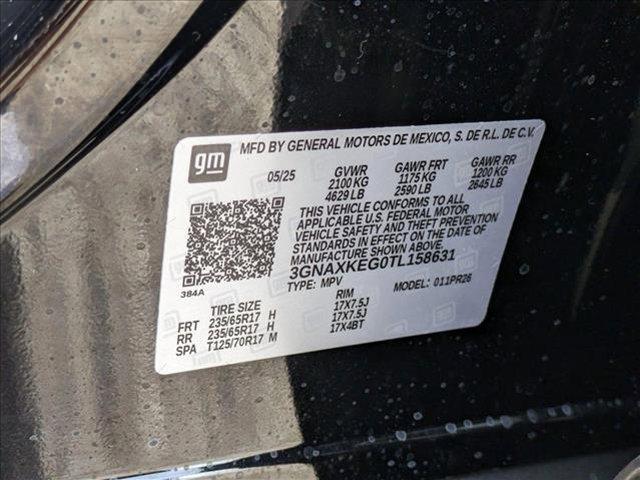 gm
MFD BY GENERAL MOTORS DE MEXICO, S. DE R.L. DE C.V.
05/25 GVWR GAWR FRT GAWR RR
2100 KG 1175 KG 1200 KG
4629 LB 2590 LB 2645 LB
THIS VEHICLE CONFORMS TO ALL
APPLICABLE U.S. FEDERAL MOTOR
VEHICLE SAFETY AND THEFT PREVENTION
STANDARDS IN EFFECT ON THE DATE OF
MANUFACTURE SHOWN ABOVE.
3GNAXKEG0TL158631
384A
TYPE: MPV MODEL: 011PR26
TIRE SIZE RIM
FRT 235/65R17 H 17X7.5J
RR 235/65R17 H 17X7.5J
SPA T125/70R17 M 17X4BT